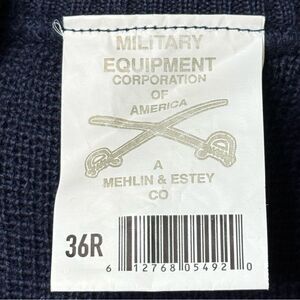 MILITARY
EQUIPMENT
CORPORATION
OF
AMERICA
A
MEHLIN & ESTEY
CO
36R
6 12768 05492 0